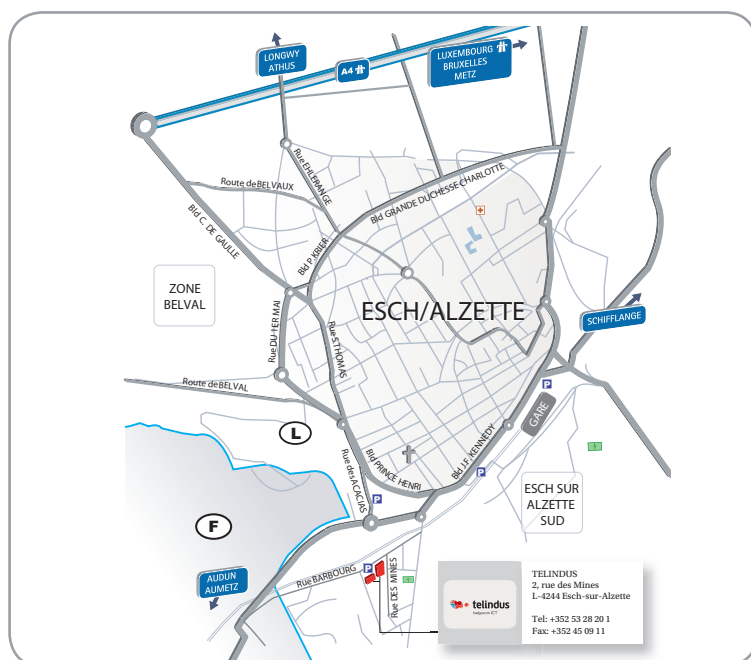 LONGWY
ATHUS
A4
LUXEMBOURG
BRUXELLES
METZ
Rue EHLERANGE
Route de BELVAUX
Bld GRANDE DUCHESSE CHARLOTTE
Bld C. DE GAULLE
Bld P. KRIER
ZONE
BELVAL
ESCH/ALZETTE
SCHIFFLANGE
Rue DU 1ER MAI
Rue S.THOMAS
Route de BELVAL
P
GARE
L
Bld PRINCE HENRI
Bld J.F. KENNEDY
Rue des ACACIAS
P
P
ESCH SUR
ALZETTE
SUD
F
AUDUN
AUMETZ
Rue BARBOURG
P
Rue DES MINES
telindus
belgacom ICT
TELINDUS
2, rue des Mines
L-4244 Esch-sur-Alzette
Tel: +352 53 28 20 1
Fax: +352 45 09 11